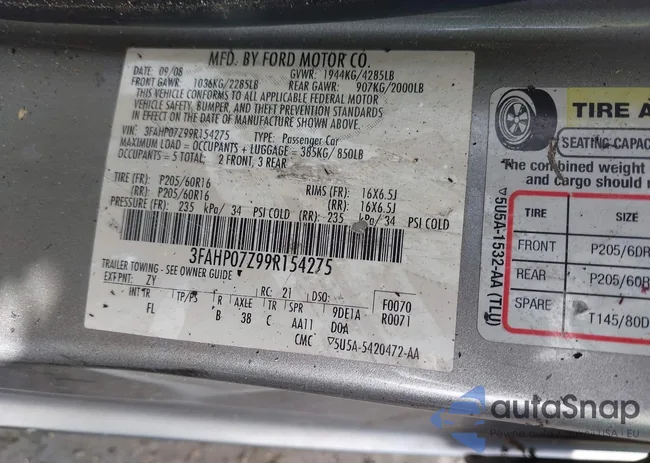 MFD. BY FORD MOTOR CO.
DATE: 09/08 GVWR: 1944KG/4285LB
FRONT GAWR: 1036KG/2285LB REAR GAWR: 907KG/2000LB
THIS VEHICLE CONFORMS TO ALL APPLICABLE FEDERAL MOTOR
VEHICLE SAFETY, BUMPER, AND THEFT PREVENTION STANDARDS
IN EFFECT ON THE DATE OF MANUFACTURE SHOWN ABOVE.
VIN: 3FAHP07Z99R154275 TYPE: Passenger Car
MAXIMUM LOAD = OCCUPANTS + LUGGAGE = 385KG/850LB
OCCUPANTS = 5 TOTAL: 2 FRONT, 3 REAR
TIRE (FR): P205/60R16 RIMS (FR): 16X6.5J
(RR): P205/60R16 (RR): 16X6.5J
PRESSURE (FR): 235 kPa/ 34 PSI COLD (RR): 235 kPa/ 34 PSI COLD
3FAHP07Z99R154275
TRAILER TOWING - SEE OWNER GUIDE
EXT PNT: ZY RC: 21 DSO: F0070
INT TR TP/PS R AXLE TR SPR 9DE1A R0071
FL B 38 C AA11 DOA
CMC ▽5U5A-5420472-AA
TIRE A
SEATING CAPAC
The combined weight
and cargo should n
TIRE SIZE
FRONT P205/6DR
REAR P205/60R
SPARE T145/80D
▽5U5A-1532-AA (TLU)
autoSnap
Pewne auto z USA | EU